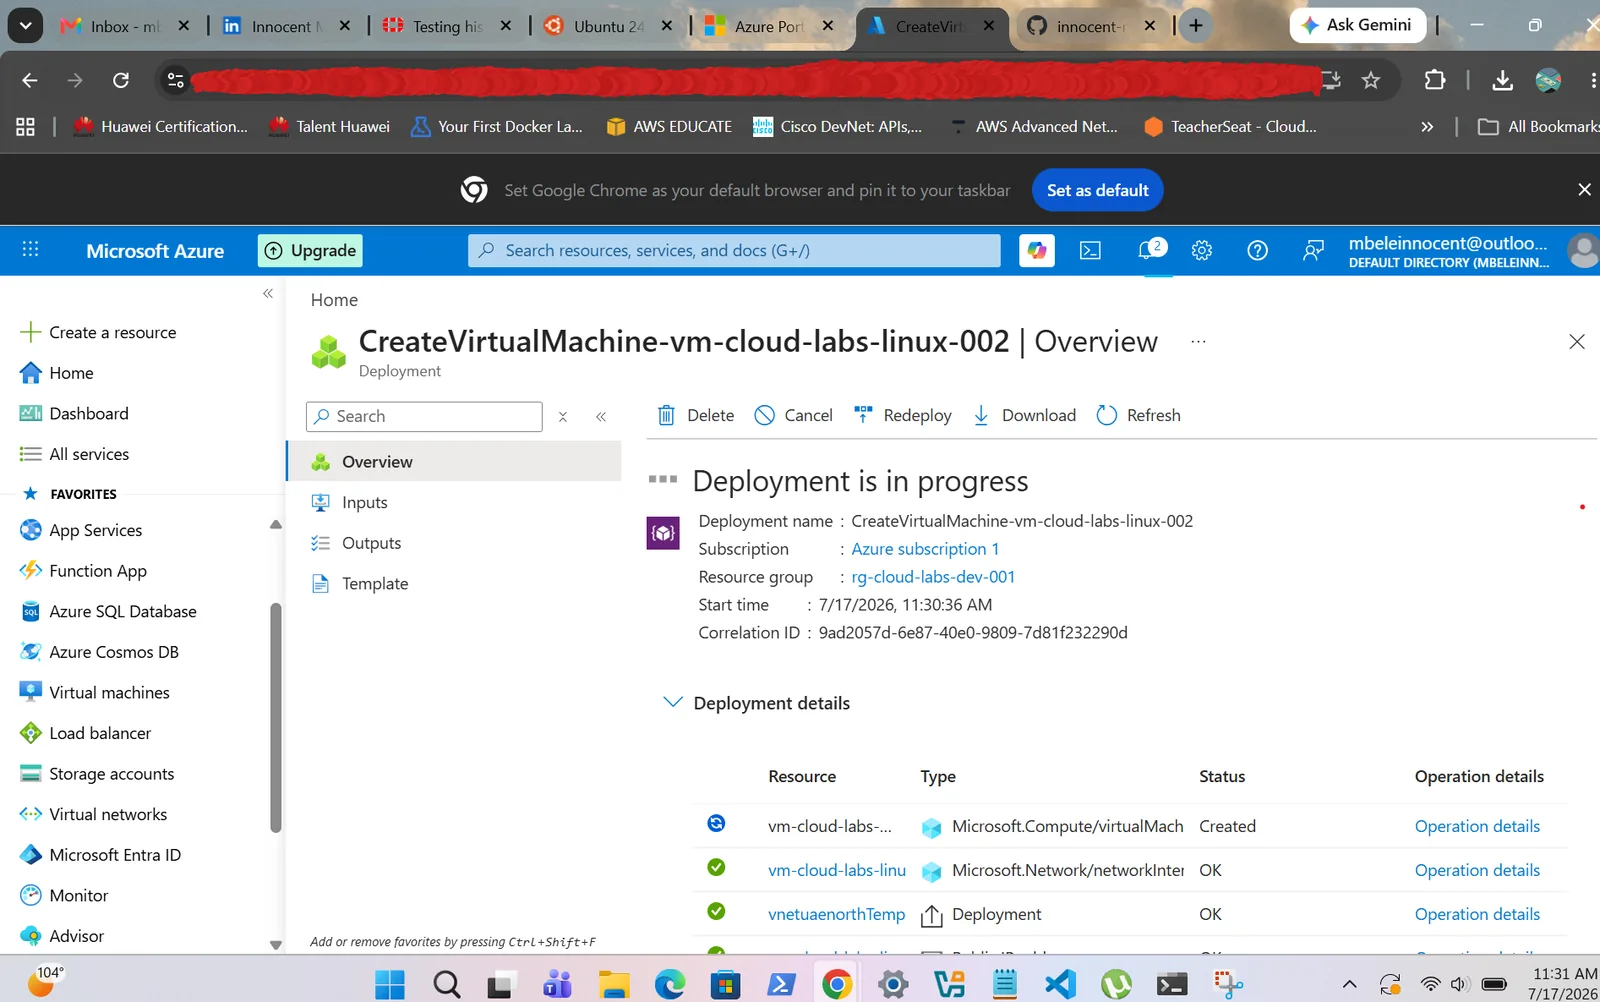 Inbox - mb
Innocent M
Testing his
Ubuntu 24
Azure Port
CreateVirt
innocent-r
Ask Gemini
Huawei Certification...
Talent Huawei
Your First Docker La...
AWS EDUCATE
Cisco DevNet: APIs,...
AWS Advanced Net...
TeacherSeat - Cloud...
All Bookmarks
Set Google Chrome as your default browser and pin it to your taskbar
Set as default
Microsoft Azure
Upgrade
Search resources, services, and docs (G+/)
2
mbeleinnocent@outloo...
DEFAULT DIRECTORY (MBELEINN...
Create a resource
Home
Dashboard
All services
FAVORITES
App Services
Function App
Azure SQL Database
Azure Cosmos DB
Virtual machines
Load balancer
Storage accounts
Virtual networks
Microsoft Entra ID
Monitor
Advisor
Home
CreateVirtualMachine-vm-cloud-labs-linux-002 | Overview ...
Deployment
Search
Overview
Inputs
Outputs
Template
Add or remove favorites by pressing Ctrl+Shift+F
Delete
Cancel
Redeploy
Download
Refresh
Deployment is in progress
Deployment name : CreateVirtualMachine-vm-cloud-labs-linux-002
Subscription : Azure subscription 1
Resource group : rg-cloud-labs-dev-001
Start time : 7/17/2026, 11:30:36 AM
Correlation ID : 9ad2057d-6e87-40e0-9809-7d81f232290d
Deployment details
Resource Type Status Operation details
vm-cloud-labs-... Microsoft.Compute/virtualMach Created Operation details
vm-cloud-labs-linu Microsoft.Network/networkInter OK Operation details
vnetuaenorthTemp Deployment OK Operation details
104°
11:31 AM
7/17/2026